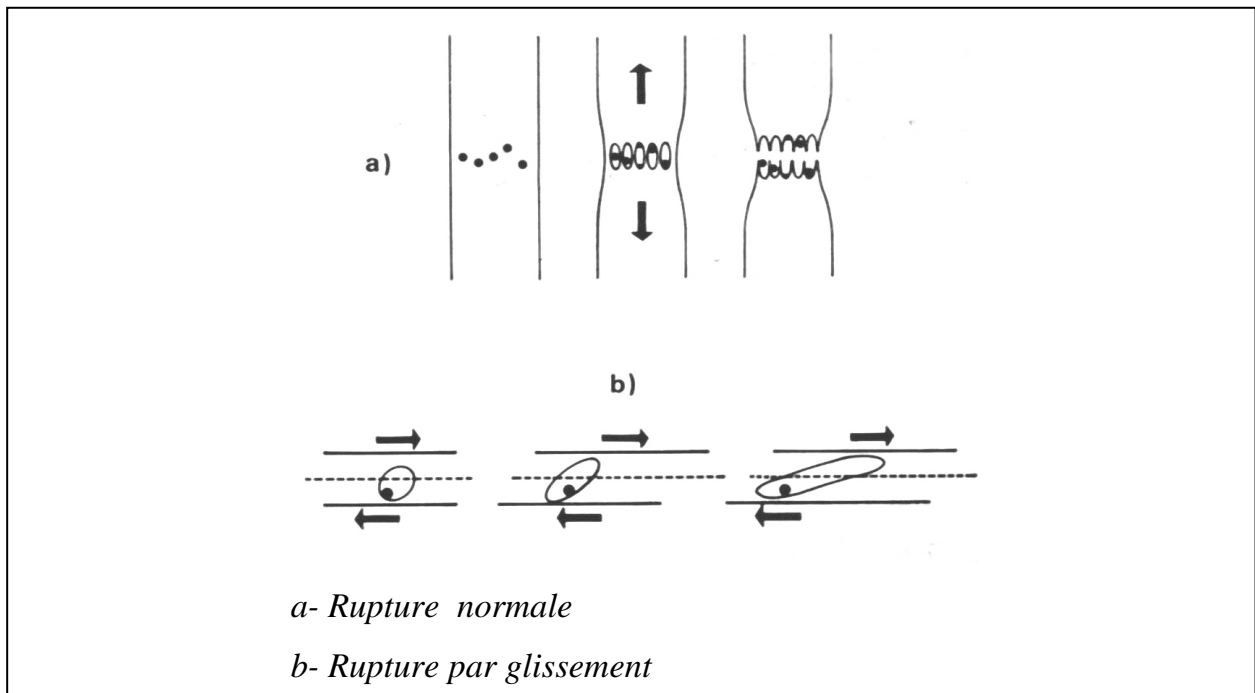 a)
b)
a- Rupture normale
b- Rupture par glissement